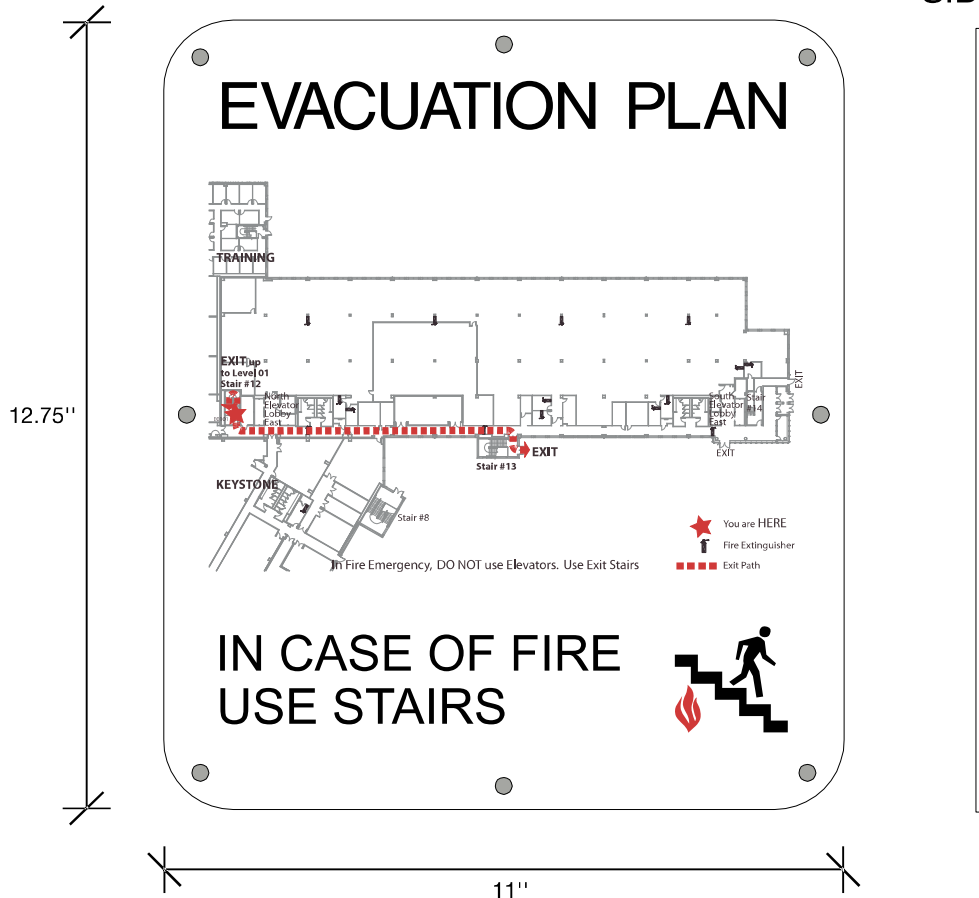 EVACUATION PLAN
TRAINING
EXIT up
to Level 01
Stair #12
North
Elevator
Lobby
East
South
Elevator
Lobby
East
Stair
#14
EXIT
EXIT
EXIT
Stair #13
KEYSTONE
Stair #8
You are HERE
Fire Extinguisher
Exit Path
In Fire Emergency, DO NOT use Elevators. Use Exit Stairs
IN CASE OF FIRE
USE STAIRS
12.75''
11''